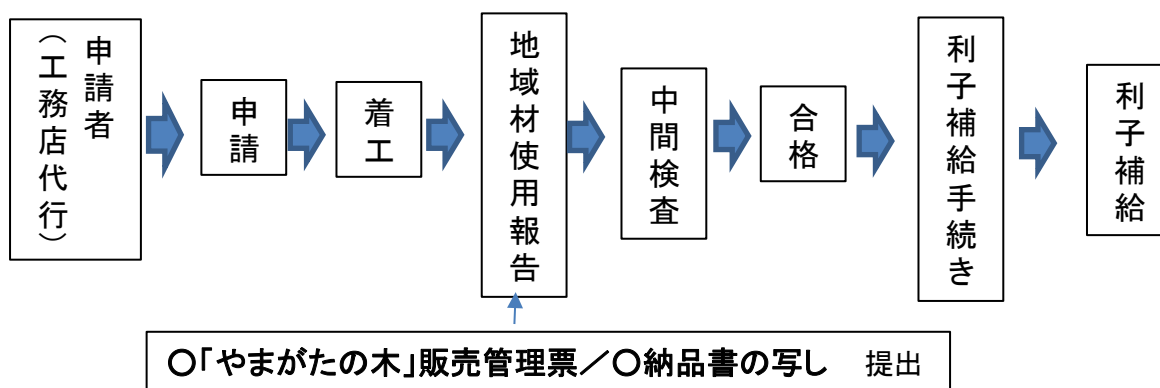 申請者
（工務店代行）
申請
着工
地域材使用報告
中間検査
合格
利子補給手続き
利子補給
〇「やまがたの木」販売管理票／〇納品書の写し　提出